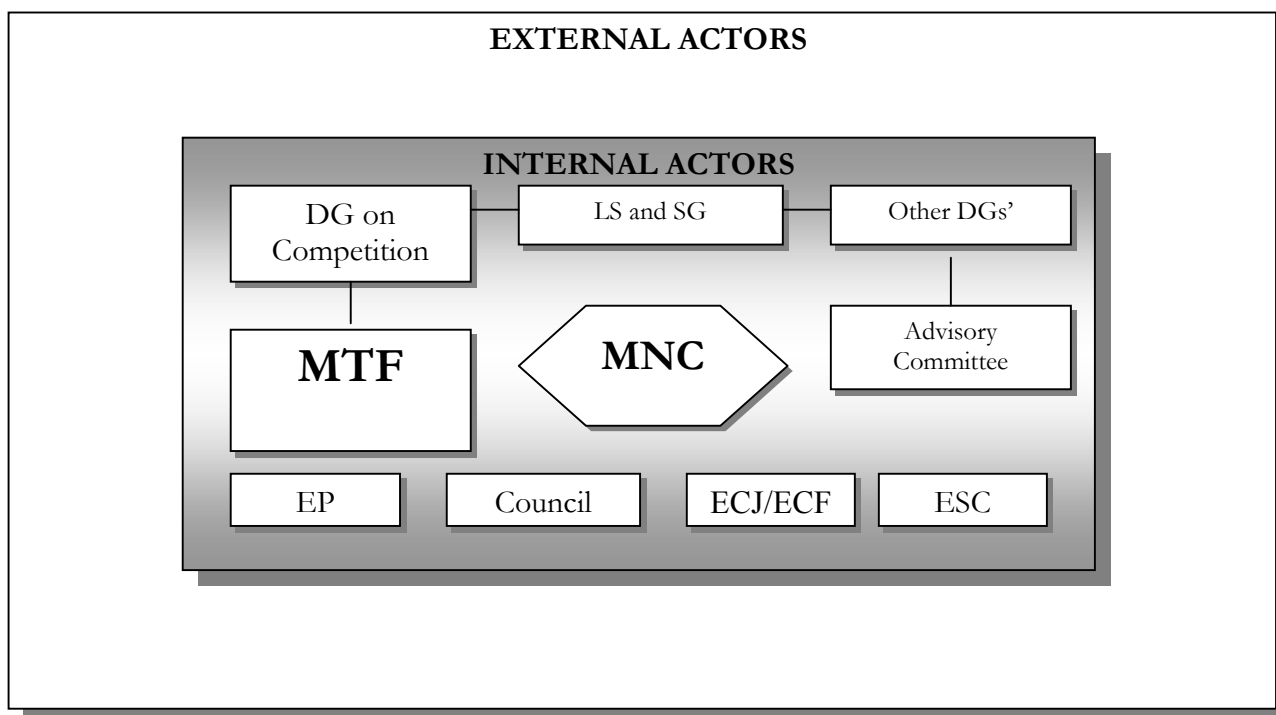 EXTERNAL ACTORS
INTERNAL ACTORS
DG on
Competition
LS and SG
Other DGs’
MTF
MNC
Advisory
Committee
EP
Council
ECJ/ECF
ESC